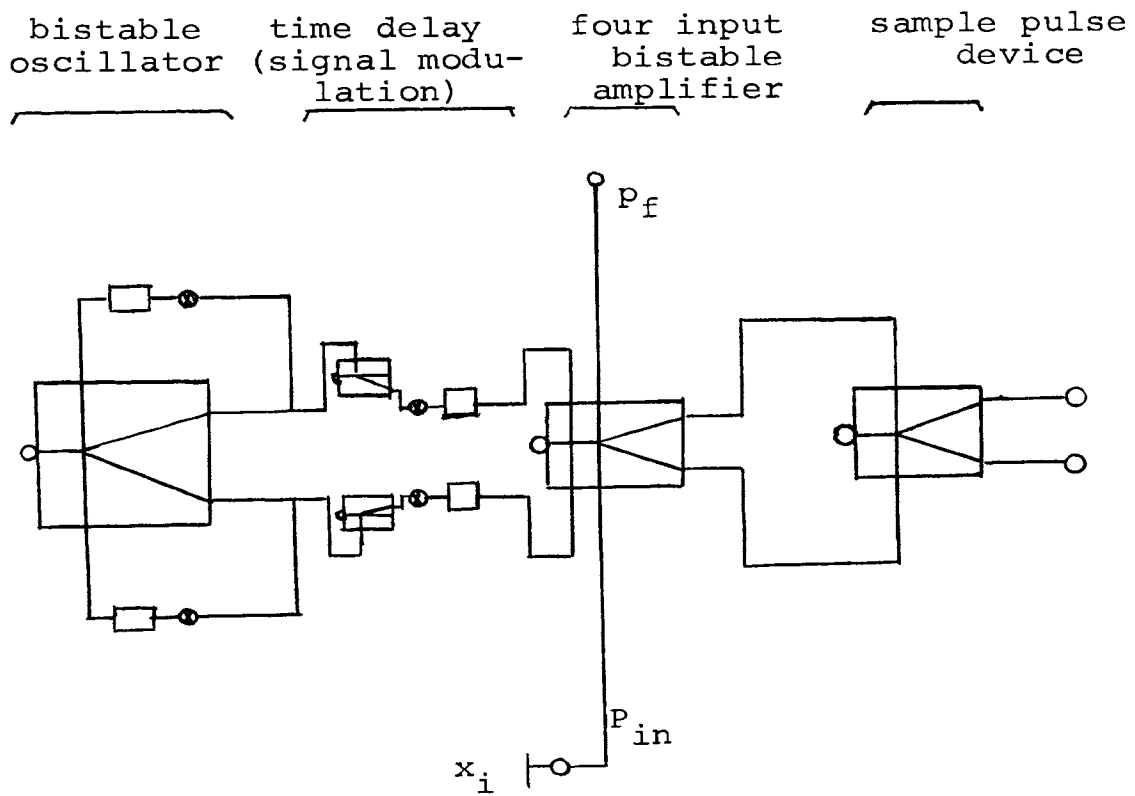 bistable
oscillator
time delay
(signal modu-
lation)
four input
bistable
amplifier
sample pulse
device
p_f
P_in
x_i